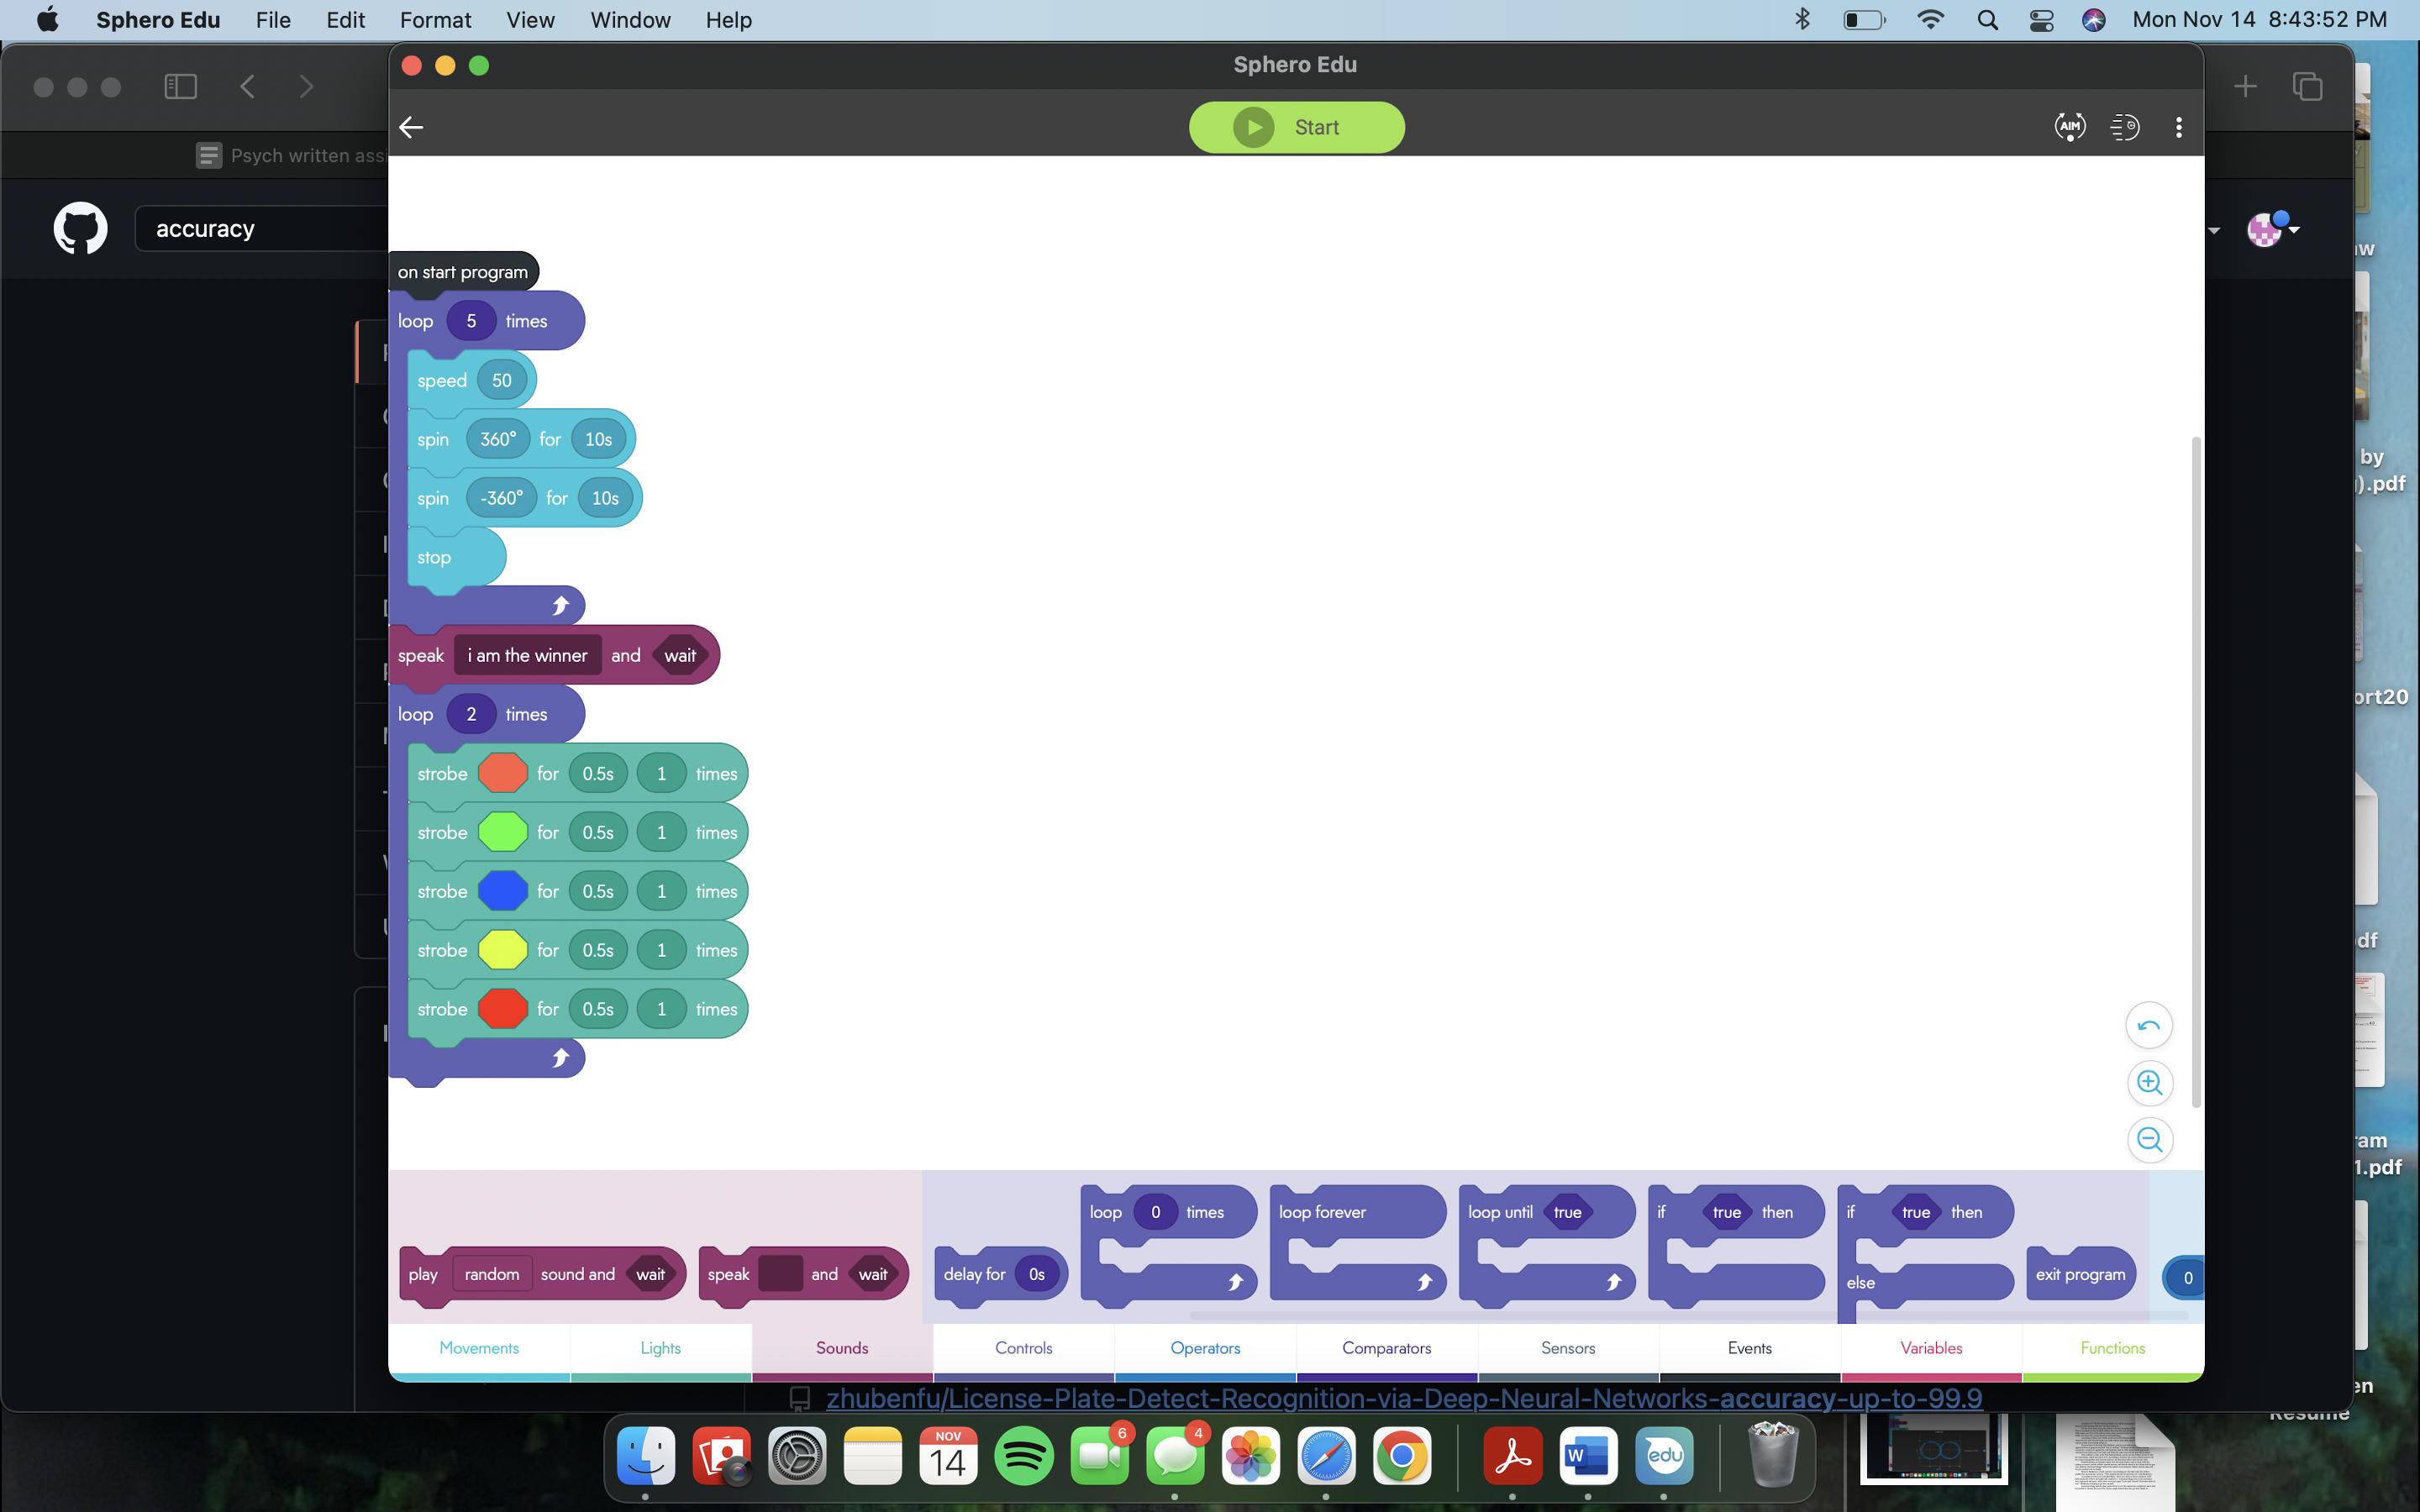 Sphero Edu File Edit Format View Window Help Mon Nov 14 8:43:52 PM
Sphero Edu
Start
AIM
Psych written assi
accuracy
on start program
loop 5 times
speed 50
spin 360° for 10s
spin -360° for 10s
stop
speak i am the winner and wait
loop 2 times
strobe for 0.5s 1 times
strobe for 0.5s 1 times
strobe for 0.5s 1 times
strobe for 0.5s 1 times
strobe for 0.5s 1 times
by
).pdf
ort20
df
am
1.pdf
en
Resume
play random sound and wait
speak and wait
delay for 0s
loop 0 times
loop forever
loop until true
if true then
if true then
else
exit program
0
Movements Lights Sounds Controls Operators Comparators Sensors Events Variables Functions
zhubenfu/License-Plate-Detect-Recognition-via-Deep-Neural-Networks-accuracy-up-to-99.9
NOV
14
6
4
W
edu